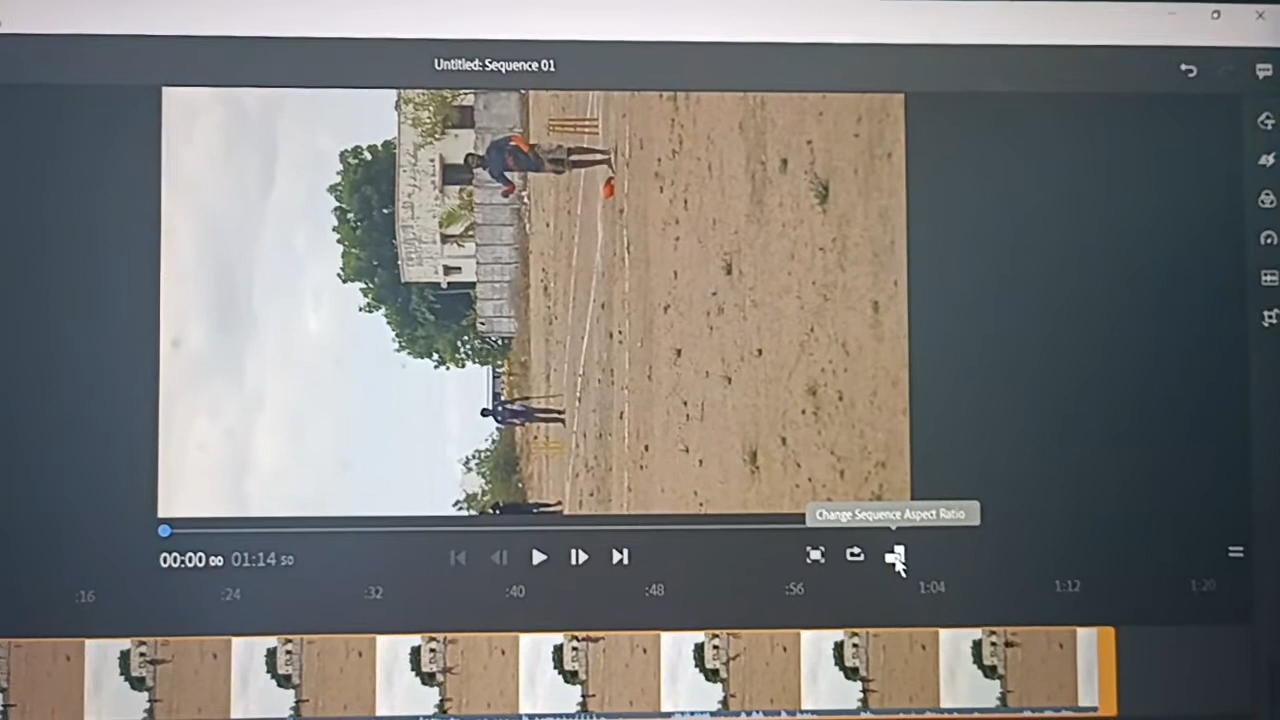 Untitled: Sequence 01
Change Sequence Aspect Ratio
00:00 00 01:14 50
:16 :24 :32 :40 :48 :56 1:04 1:12 1:20